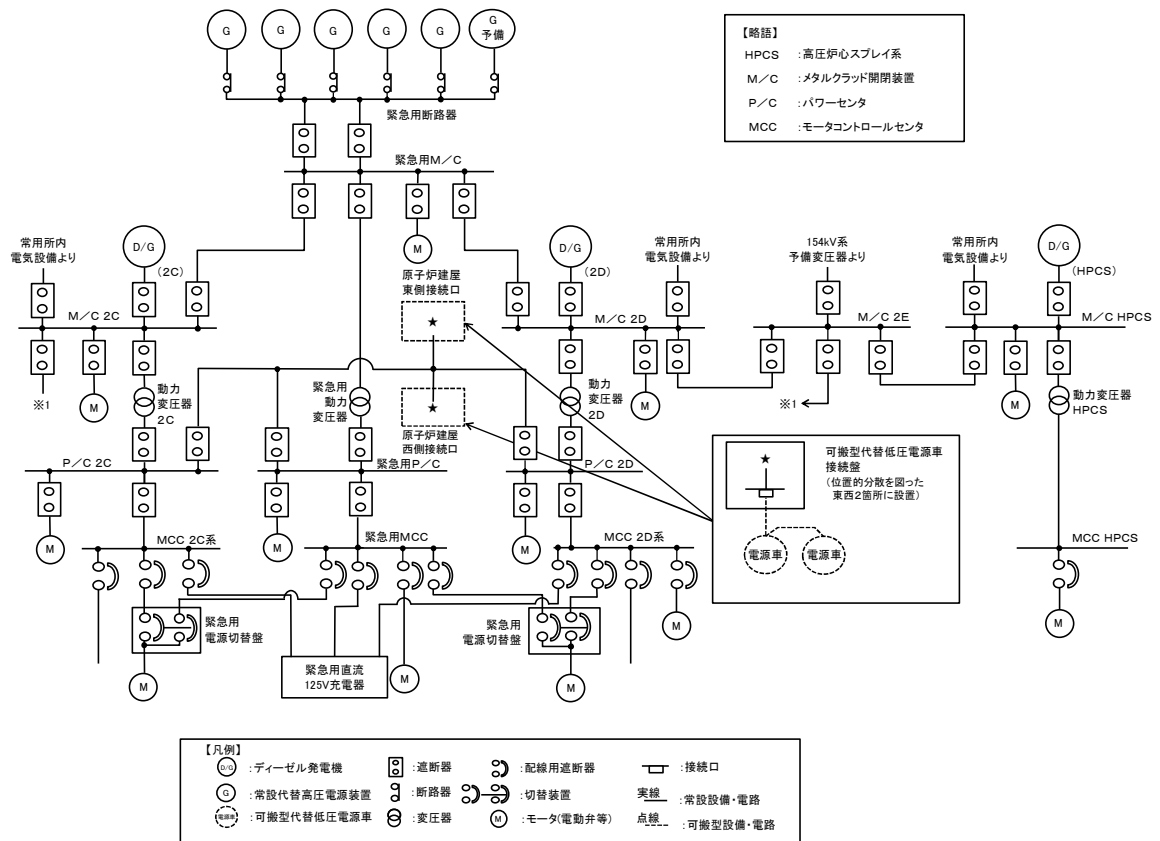 G
G
G
G
G
G
予備
緊急用断路器
緊急用M/C
【略語】
HPCS :高圧炉心スプレイ系
M/C :メタルクラッド開閉装置
P/C :パワーセンタ
MCC :モータコントロールセンタ
常用所内
電気設備より
D/G
(2C)
M
原子炉建屋
東側接続口
★
D/G
(2D)
常用所内
電気設備より
154kV系
予備変圧器より
常用所内
電気設備より
D/G
(HPCS)
M/C 2C
M/C 2D
M/C 2E
M/C HPCS
※1
M
動力
変圧器
2C
緊急用
動力
変圧器
★
原子炉建屋
西側接続口
動力
変圧器
2D
M
※1
M
動力変圧器
HPCS
P/C 2C
緊急用P/C
P/C 2D
★
可搬型代替低圧電源車
接続盤
(位置的分散を図った
東西2箇所に設置)
電源車
電源車
M
M
M
MCC 2C系
緊急用MCC
MCC 2D系
MCC HPCS
緊急用
電源切替盤
緊急用
電源切替盤
M
M
M
緊急用直流
125V充電器
M
M
【凡例】
D/G :ディーゼル発電機
:遮断器
:配線用遮断器
:接続口
G :常設代替高圧電源装置
:断路器
:切替装置
実線 :常設設備・電路
電源車 :可搬型代替低圧電源車
:変圧器
M :モータ(電動弁等)
点線 :可搬型設備・電路